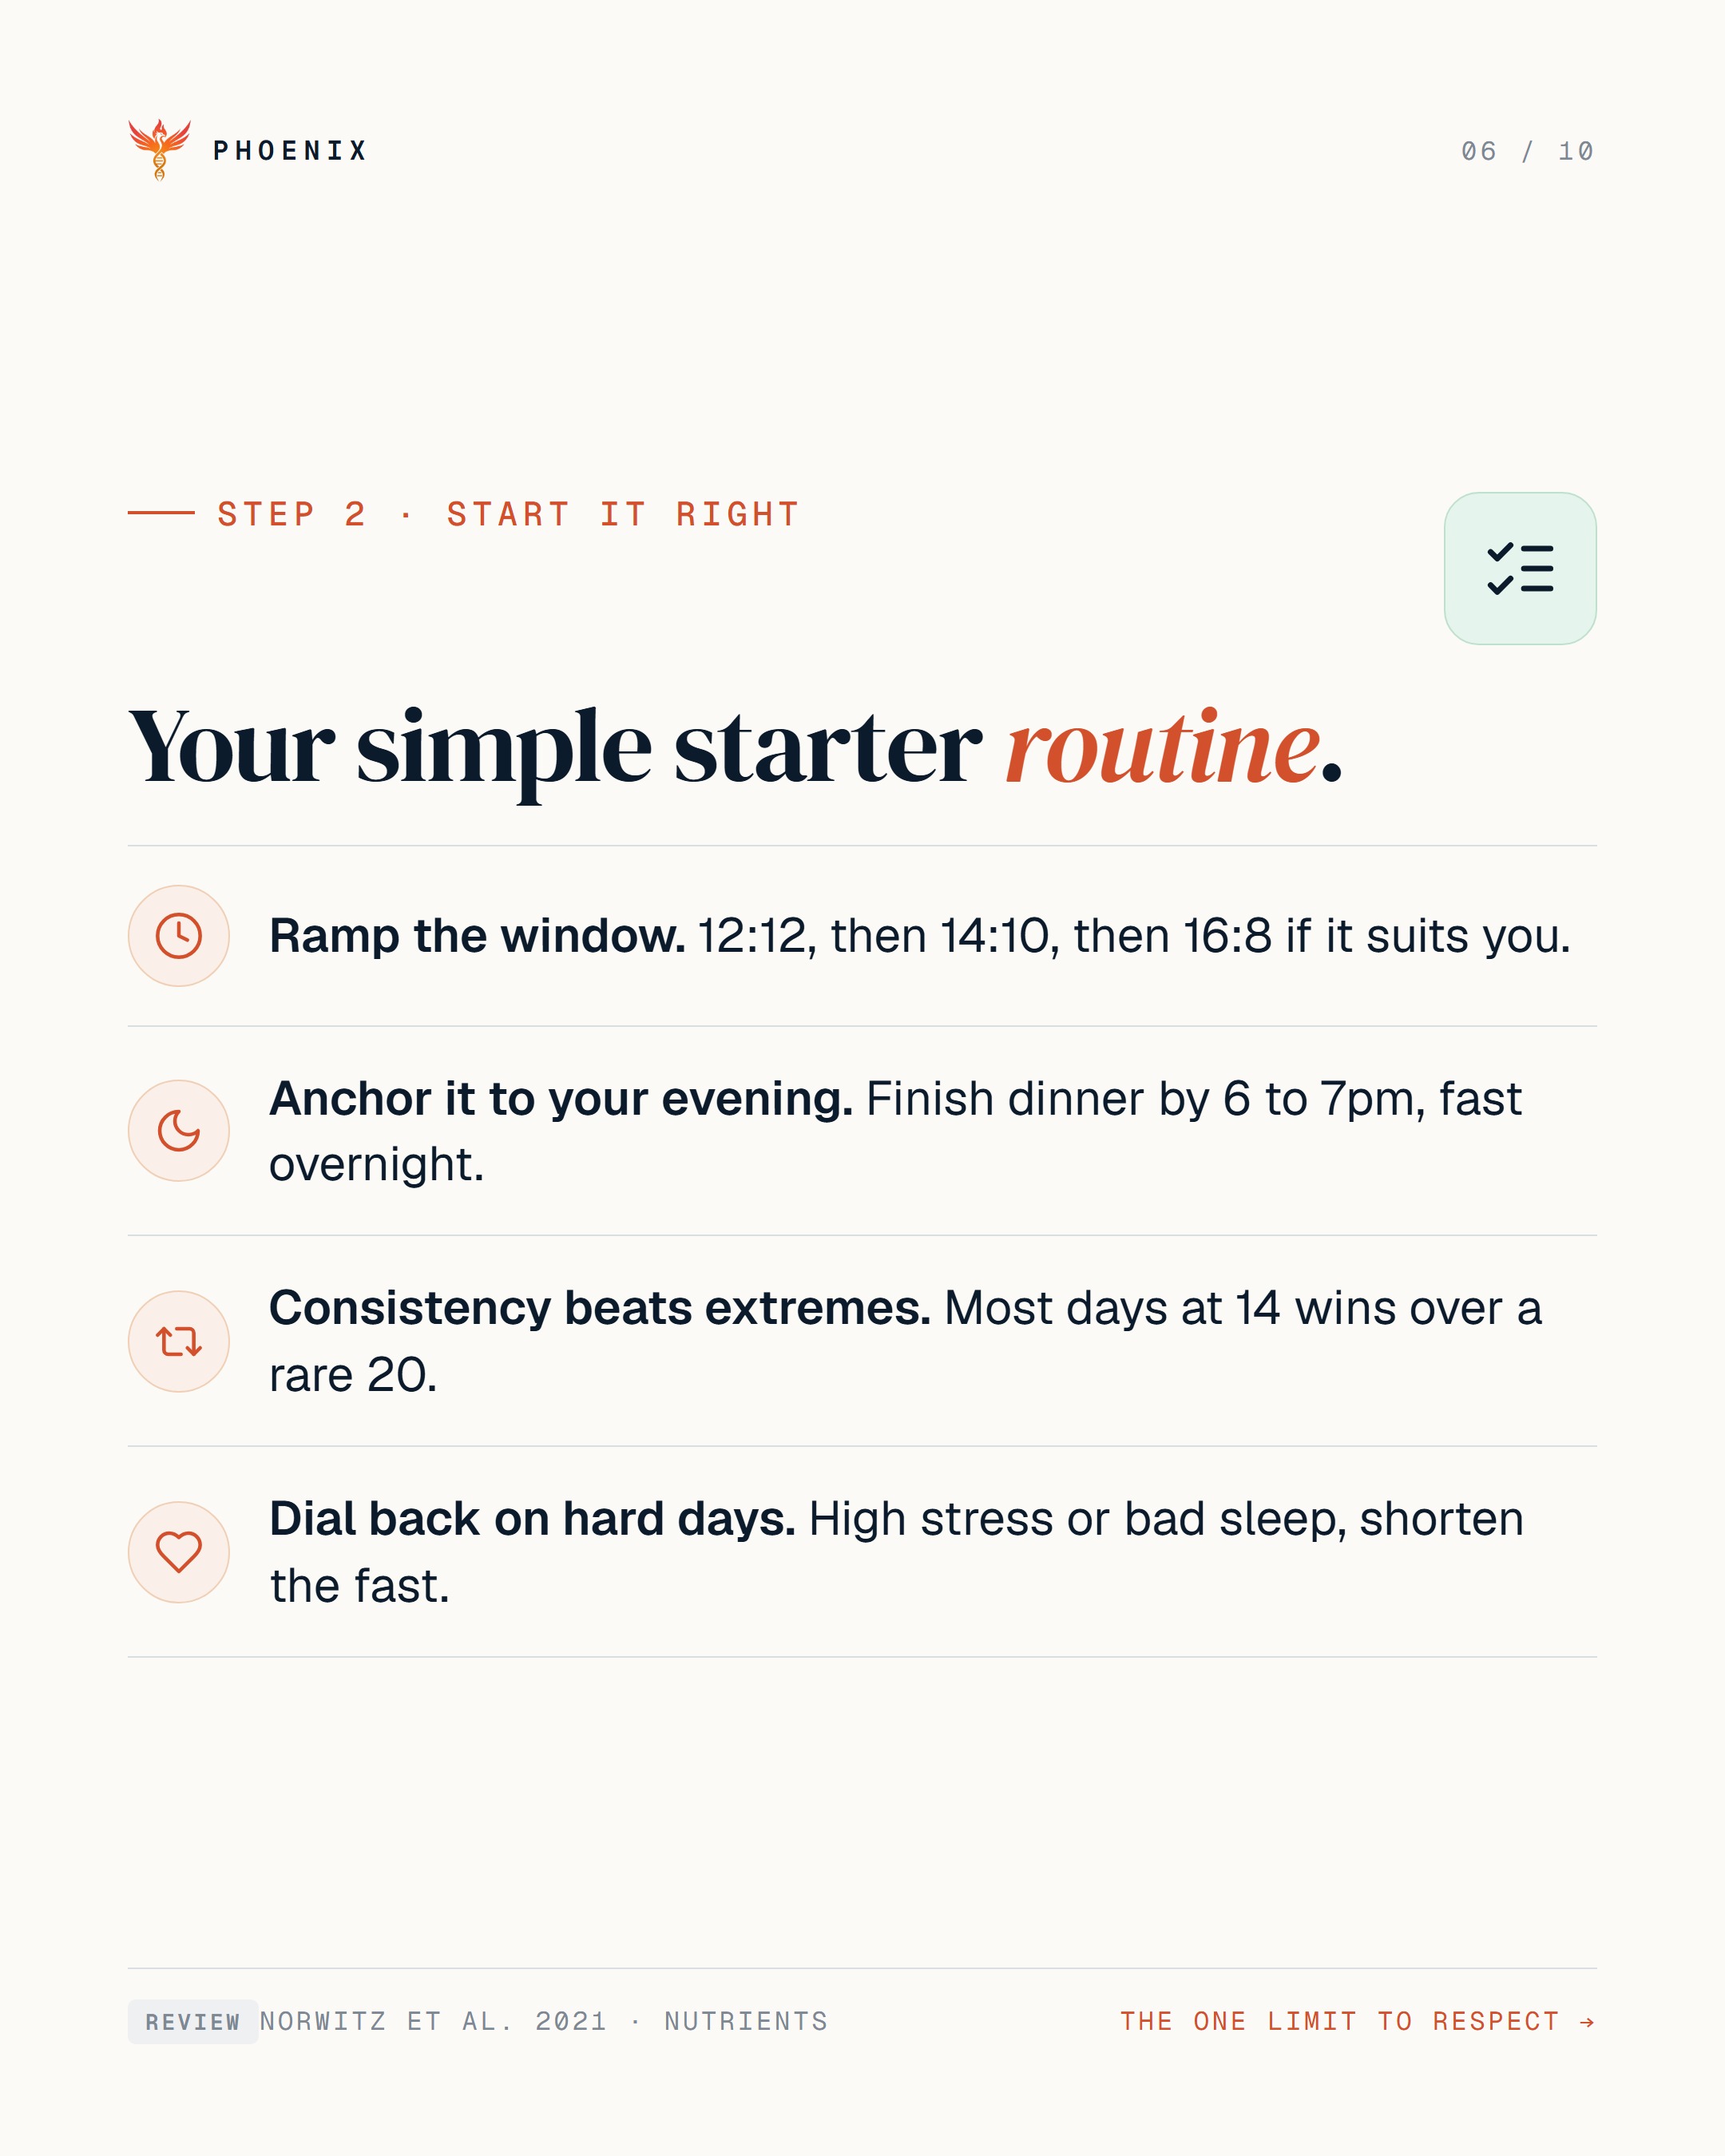 PHOENIX
06 / 10
STEP 2 · START IT RIGHT
Your simple starter routine.
Ramp the window. 12:12, then 14:10, then 16:8 if it suits you.
Anchor it to your evening. Finish dinner by 6 to 7pm, fast
overnight.
Consistency beats extremes. Most days at 14 wins over a
rare 20.
Dial back on hard days. High stress or bad sleep, shorten
the fast.
REVIEW NORWITZ ET AL. 2021 · NUTRIENTS
THE ONE LIMIT TO RESPECT →